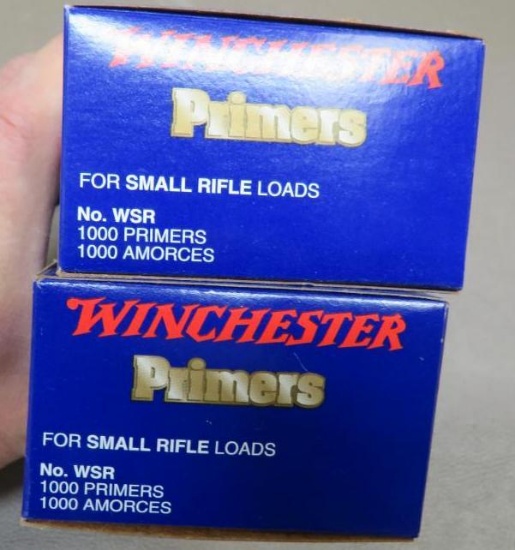 WINCHESTER
Primers
FOR SMALL RIFLE LOADS
No. WSR
1000 PRIMERS
1000 AMORCES
WINCHESTER
Primers
FOR SMALL RIFLE LOADS
No. WSR
1000 PRIMERS
1000 AMORCES